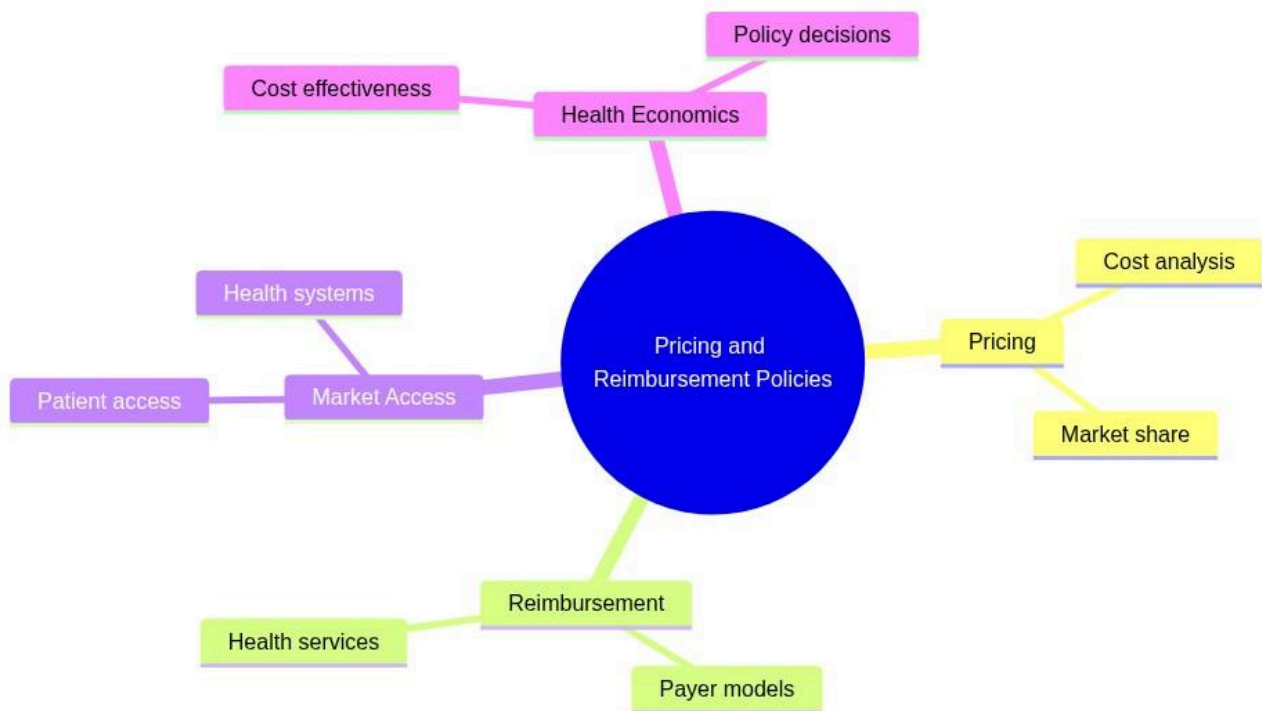 Policy decisions
Cost effectiveness
Health Economics
Cost analysis
Health systems
Pricing
Pricing and
Reimbursement Policies
Market Access
Patient access
Market share
Reimbursement
Health services
Payer models